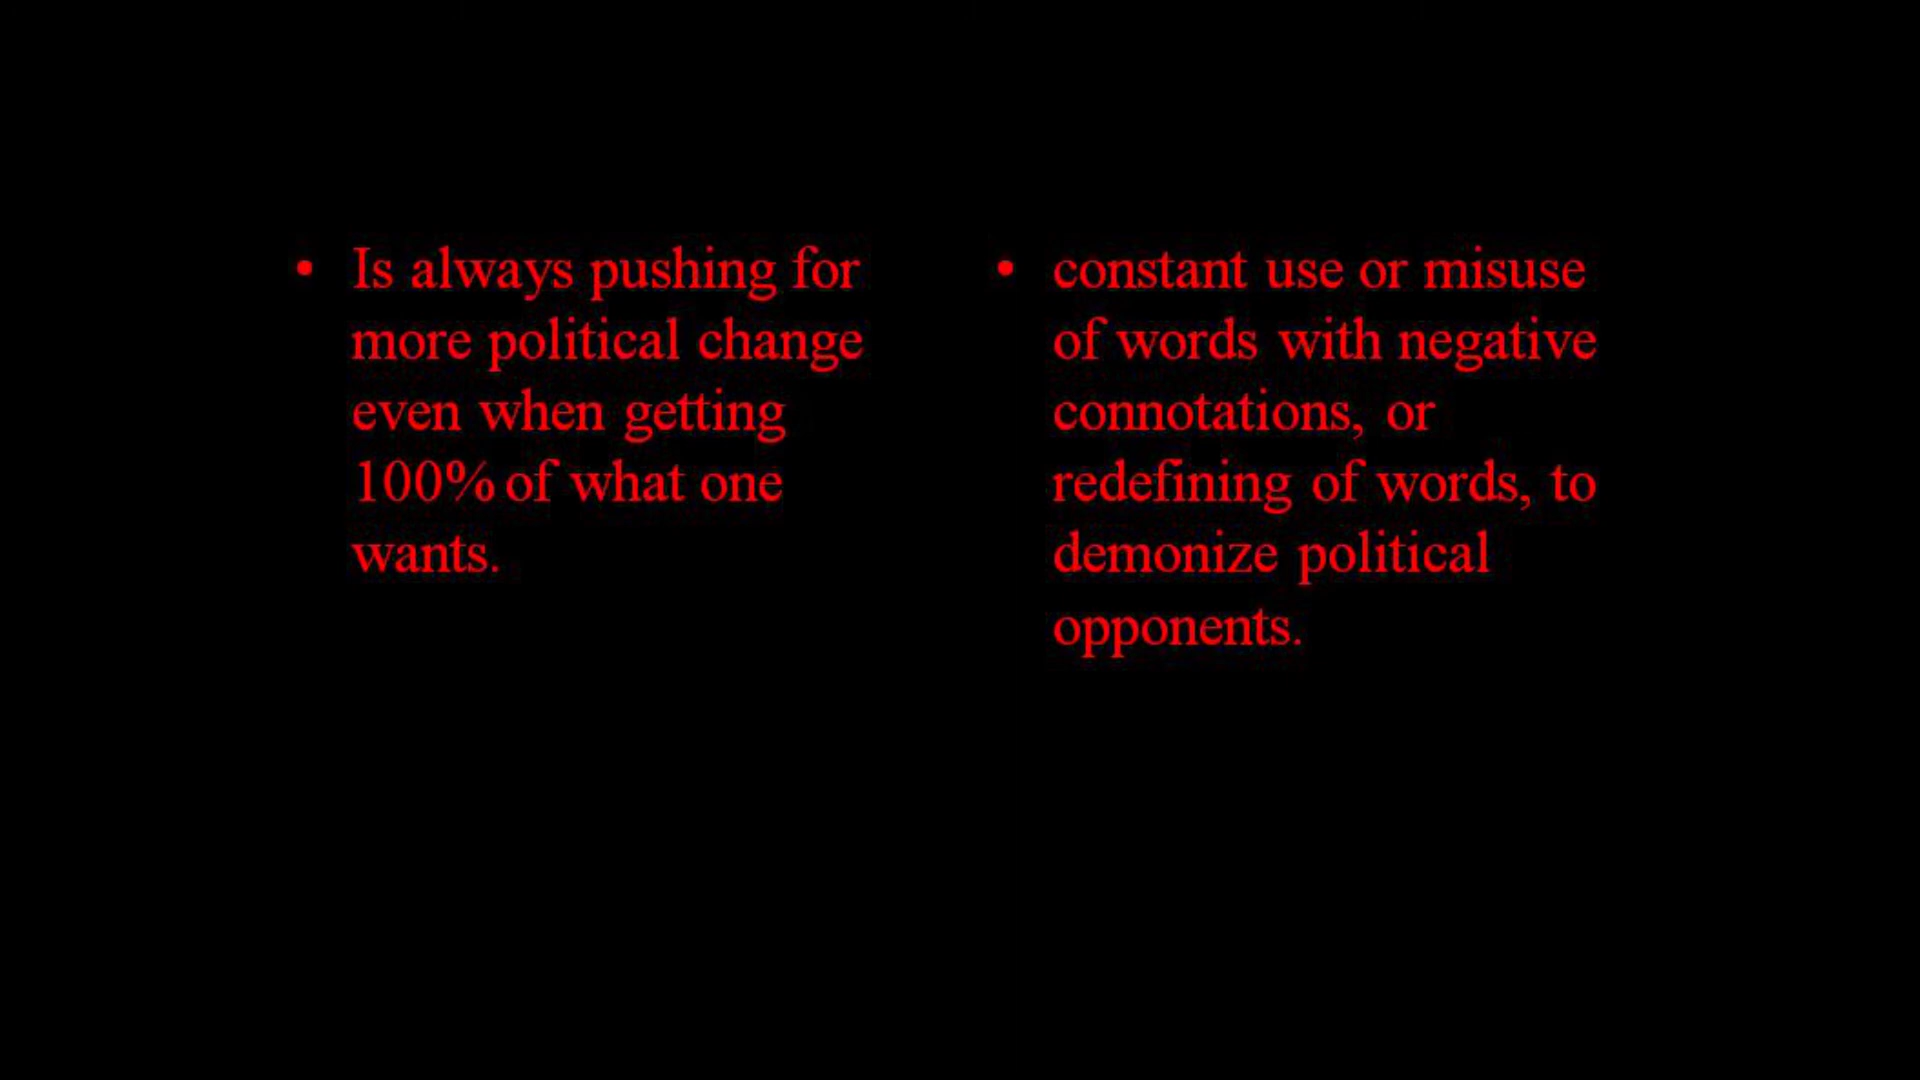 • Is always pushing for
more political change
even when getting
100% of what one
wants.
• constant use or misuse
of words with negative
connotations, or
redefining of words, to
demonize political
opponents.